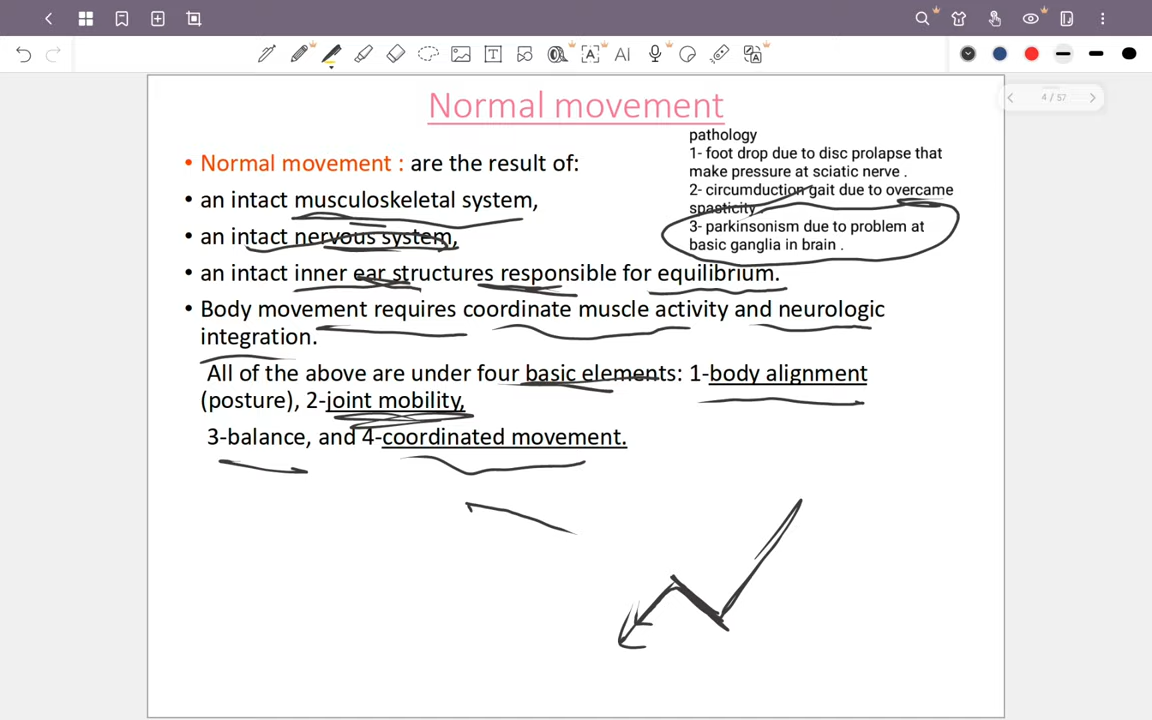 AI
4 / 57
Normal movement
pathology
1- foot drop due to disc prolapse that
make pressure at sciatic nerve .
2- circumduction gait due to overcame
spasticity .
3- parkinsonism due to problem at
basic ganglia in brain .
• Normal movement : are the result of:
• an intact musculoskeletal system,
• an intact nervous system,
• an intact inner ear structures responsible for equilibrium.
• Body movement requires coordinate muscle activity and neurologic
integration.
All of the above are under four basic elements: 1-body alignment
(posture), 2-joint mobility,
3-balance, and 4-coordinated movement.